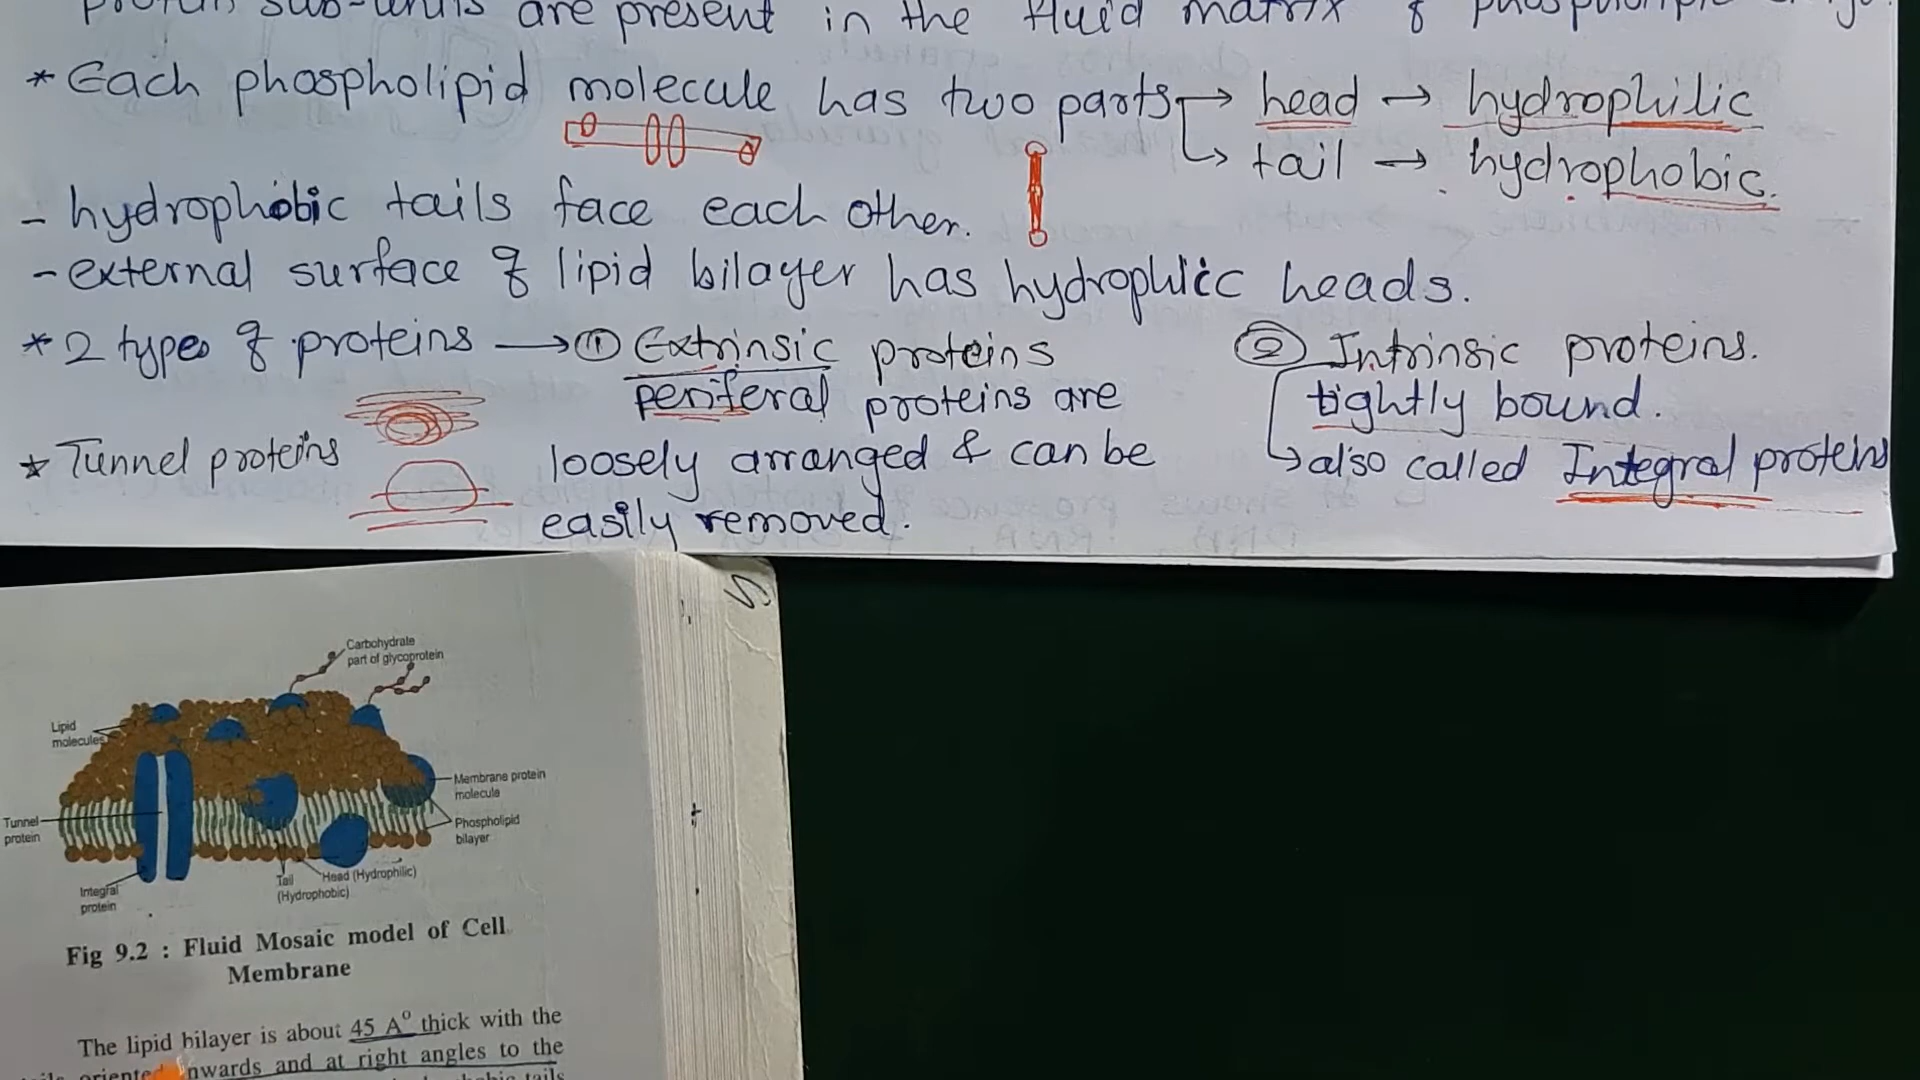 sub-units are present in the fluid matrix of
* Each phospholipid molecule has two parts → head → hydrophilic
↳ tail → hydrophobic.
- hydrophobic tails face each other.
- external surface of lipid bilayer has hydrophlic heads.
* 2 types of proteins → ① Extrinsic proteins
② Intrinsic proteins.
periferal proteins are
tightly bound.
* Tunnel proteins
loosely arranged & can be
↳ also called Integral proteins
easily removed.
Carbohydrate
part of glycoprotein
Lipid
molecules
Membrane protein
molecule
Tunnel
protein
Phospholipid
bilayer
Integral
protein
Tail
(Hydrophobic)
Head (Hydrophilic)
Fig 9.2 : Fluid Mosaic model of Cell
Membrane
The lipid bilayer is about 45 A° thick with the
nwards and at right angles to the
tails